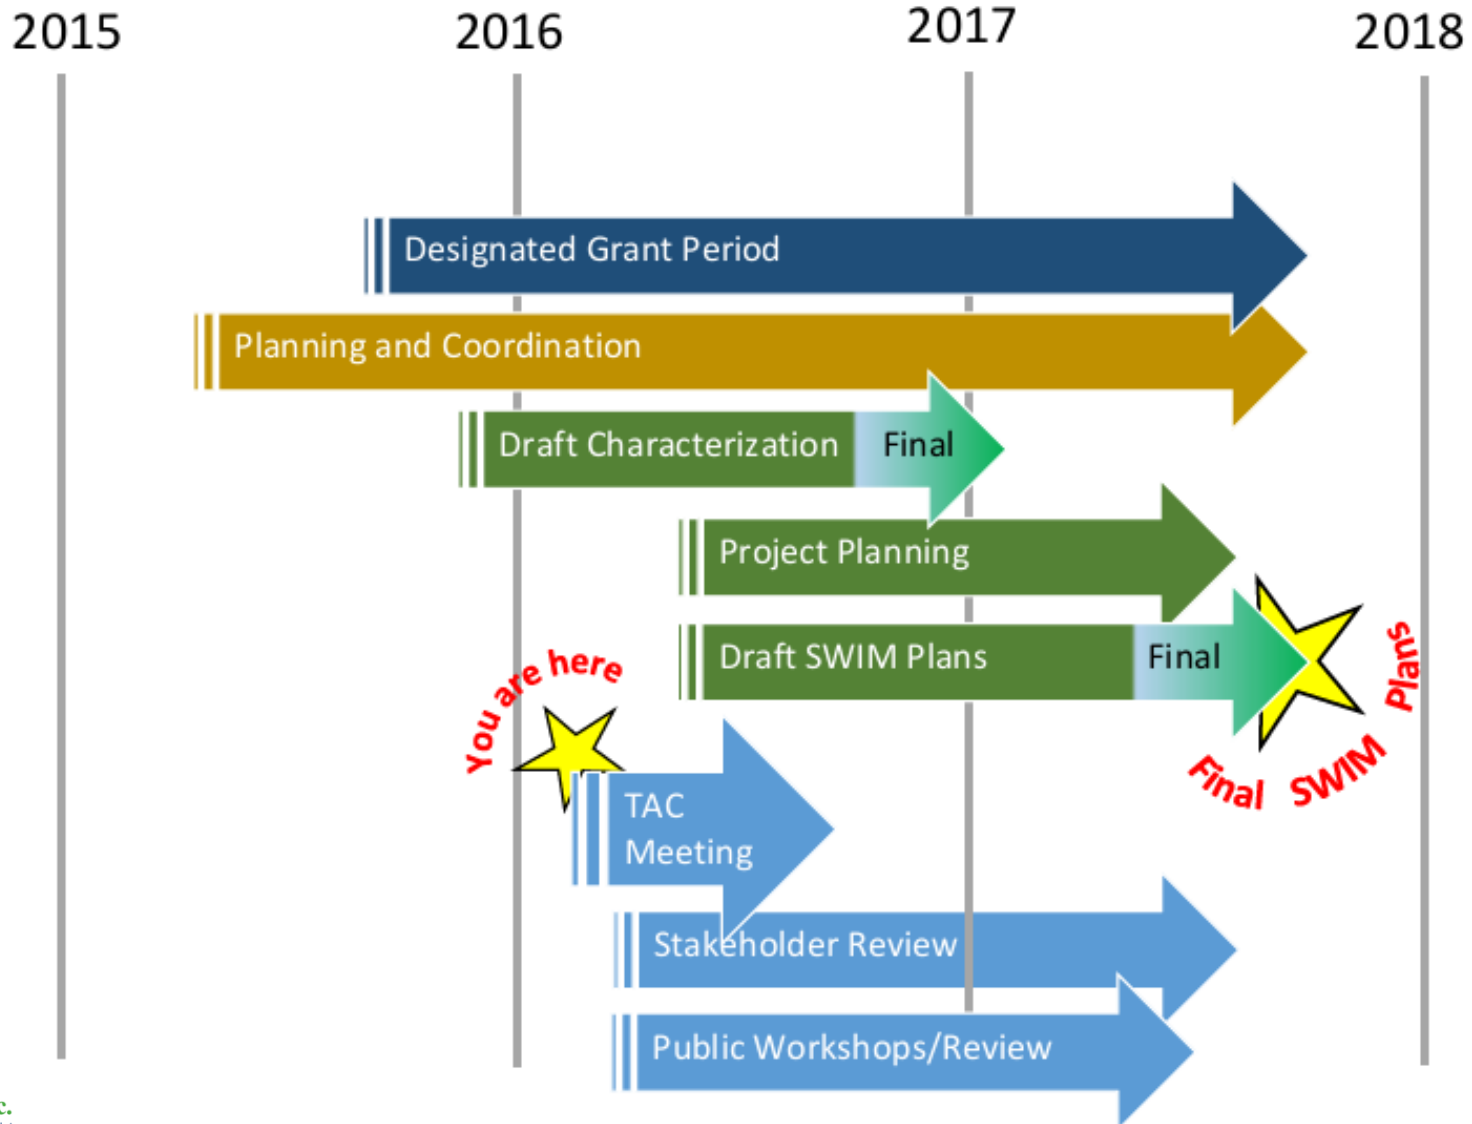 2015
2016
2017
2018
Designated Grant Period
Planning and Coordination
Draft Characterization
Final
Project Planning
Draft SWIM Plans
Final
You are here
Final SWIM Plans
TAC
Meeting
Stakeholder Review
Public Workshops/Review
c.